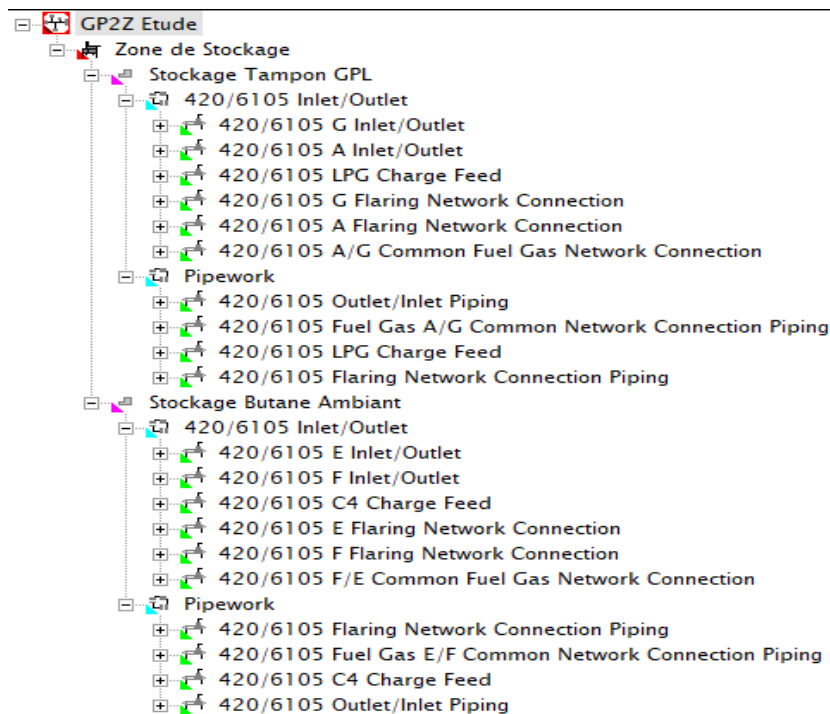 GP2Z Etude
Zone de Stockage
Stockage Tampon GPL
420/6105 Inlet/Outlet
420/6105 G Inlet/Outlet
420/6105 A Inlet/Outlet
420/6105 LPG Charge Feed
420/6105 G Flaring Network Connection
420/6105 A Flaring Network Connection
420/6105 A/G Common Fuel Gas Network Connection
Pipework
420/6105 Outlet/Inlet Piping
420/6105 Fuel Gas A/G Common Network Connection Piping
420/6105 LPG Charge Feed
420/6105 Flaring Network Connection Piping
Stockage Butane Ambiant
420/6105 Inlet/Outlet
420/6105 E Inlet/Outlet
420/6105 F Inlet/Outlet
420/6105 C4 Charge Feed
420/6105 E Flaring Network Connection
420/6105 F Flaring Network Connection
420/6105 F/E Common Fuel Gas Network Connection
Pipework
420/6105 Flaring Network Connection Piping
420/6105 Fuel Gas E/F Common Network Connection Piping
420/6105 C4 Charge Feed
420/6105 Outlet/Inlet Piping